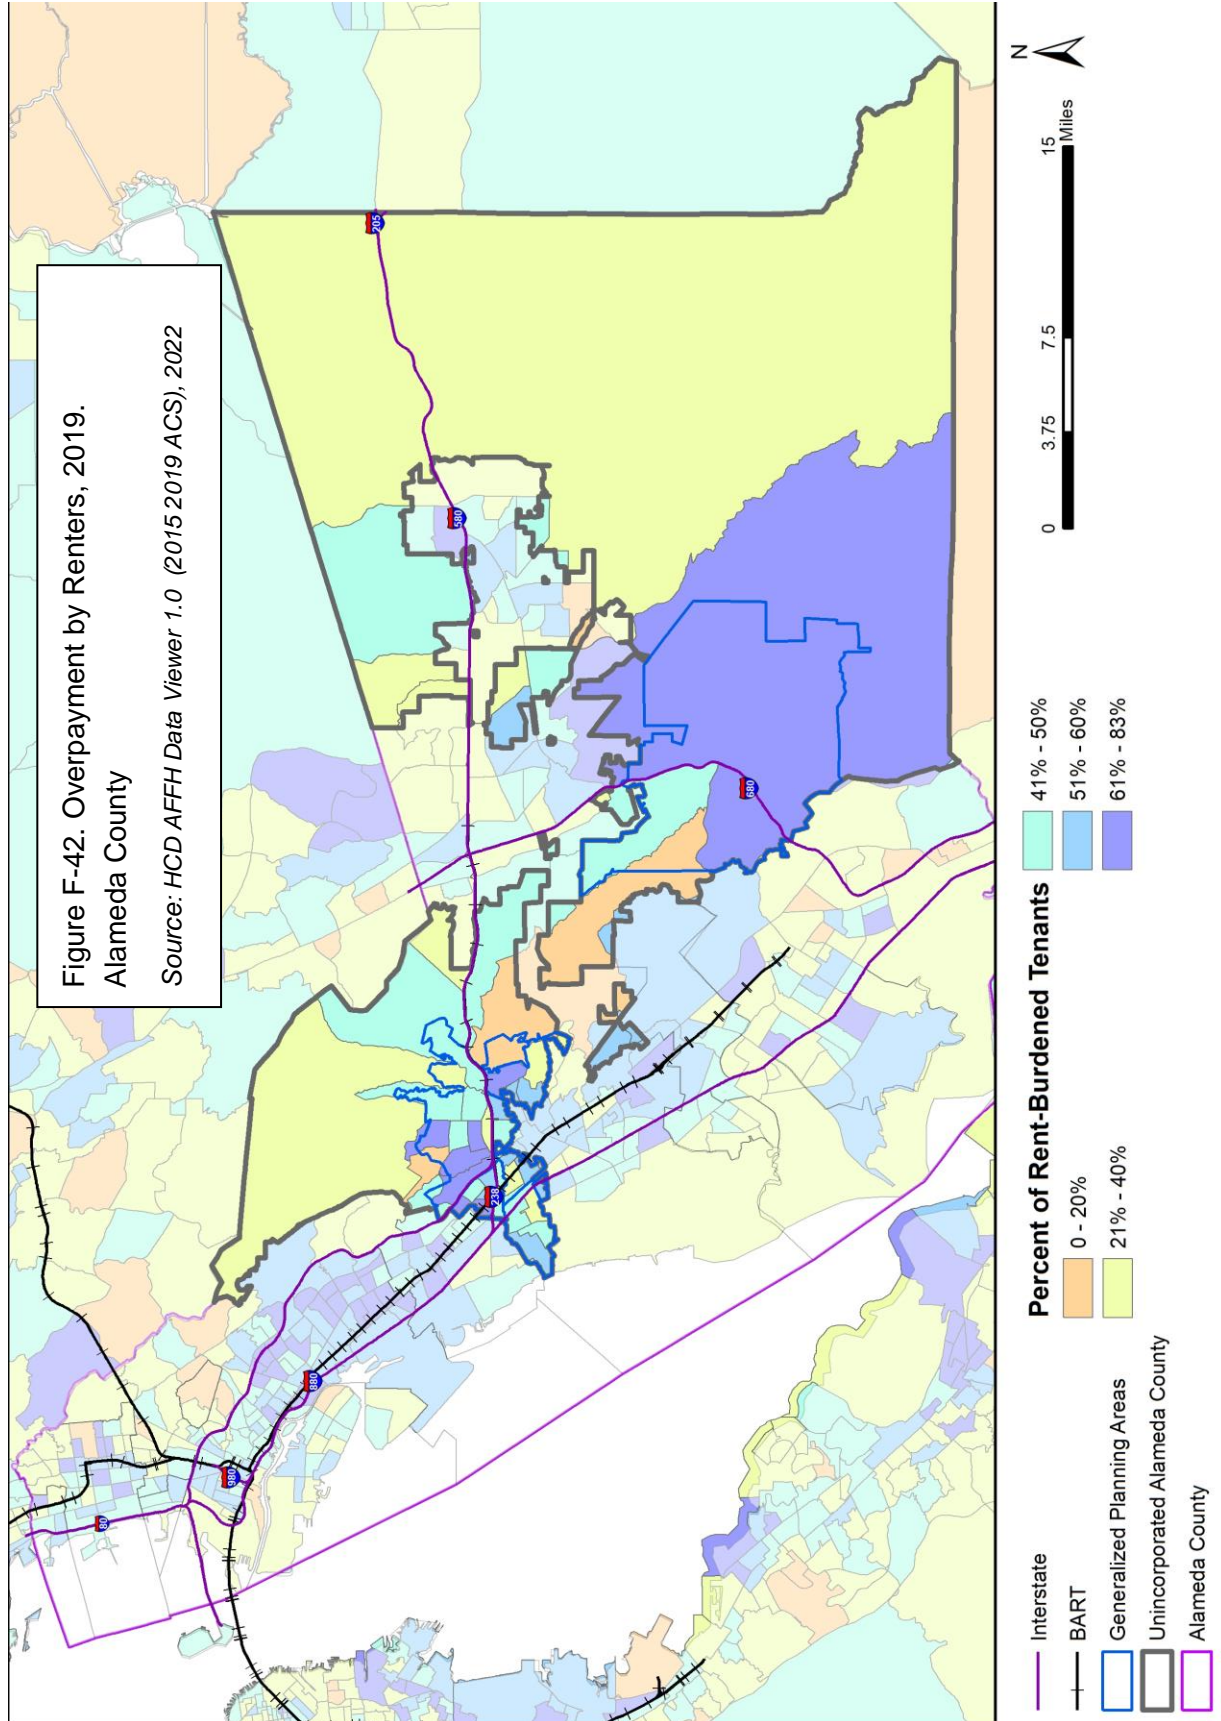 Figure F-42. Overpayment by Renters, 2019.
Alameda County
Source: HCD AFFH Data Viewer 1.0 (2015 2019 ACS), 2022
80
980
880
238
580
680
205
Interstate
BART
Generalized Planning Areas
Unincorporated Alameda County
Alameda County
Percent of Rent-Burdened Tenants
0 - 20%
21% - 40%
41% - 50%
51% - 60%
61% - 83%
0
3.75
7.5
15
Miles
N